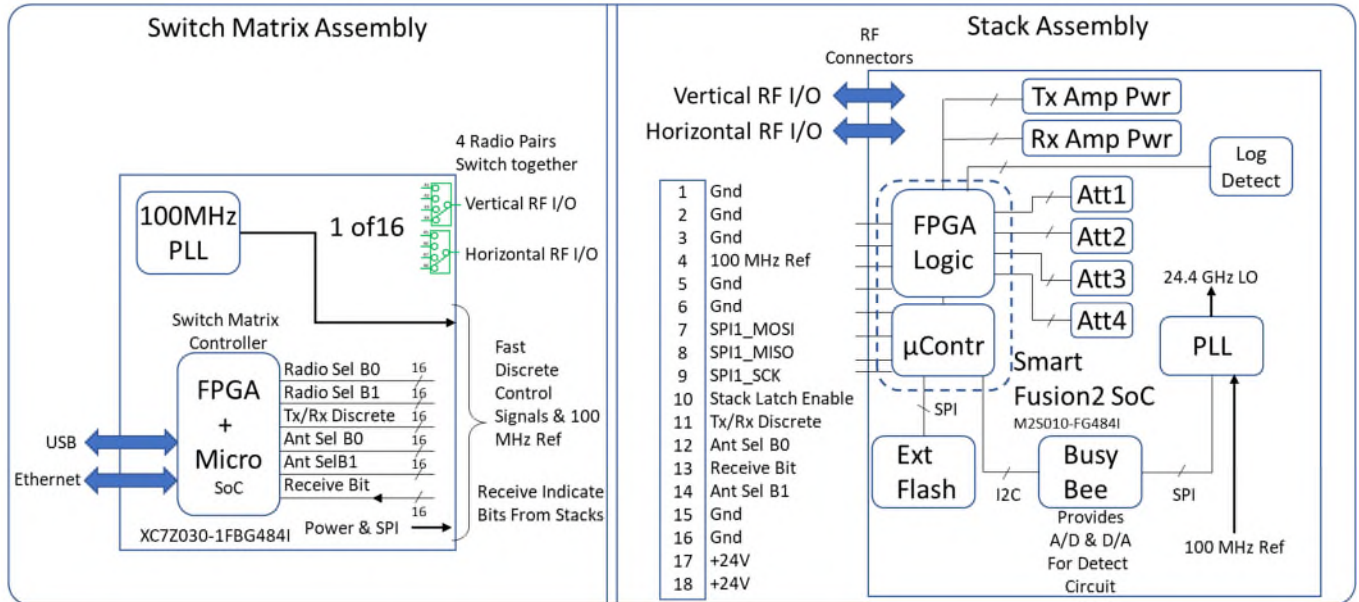 Switch Matrix Assembly
4 Radio Pairs
Switch together
100MHz
PLL
1 of16
Vertical RF I/O
Horizontal RF I/O
Switch Matrix
Controller
FPGA
+
Micro
SoC
Radio Sel B0
16
Radio Sel B1
16
Tx/Rx Discrete
16
Ant Sel B0
16
Ant SelB1
16
Receive Bit
16
USB
Ethernet
Power & SPI
XC7Z030-1FBG484I
Fast
Discrete
Control
Signals & 100
MHz Ref
Receive Indicate
Bits From Stacks
Stack Assembly
RF
Connectors
Vertical RF I/O
Horizontal RF I/O
1 Gnd
2 Gnd
3 Gnd
4 100 MHz Ref
5 Gnd
6 Gnd
7 SPI1_MOSI
8 SPI1_MISO
9 SPI1_SCK
10 Stack Latch Enable
11 Tx/Rx Discrete
12 Ant Sel B0
13 Receive Bit
14 Ant Sel B1
15 Gnd
16 Gnd
17 +24V
18 +24V
Tx Amp Pwr
Rx Amp Pwr
Log
Detect
FPGA
Logic
Att1
Att2
Att3
Att4
µContr
Smart
Fusion2 SoC
M2S010-FG484I
24.4 GHz LO
PLL
SPI
Ext
Flash
I2C
Busy
Bee
SPI
Provides
A/D & D/A
For Detect
Circuit
100 MHz Ref